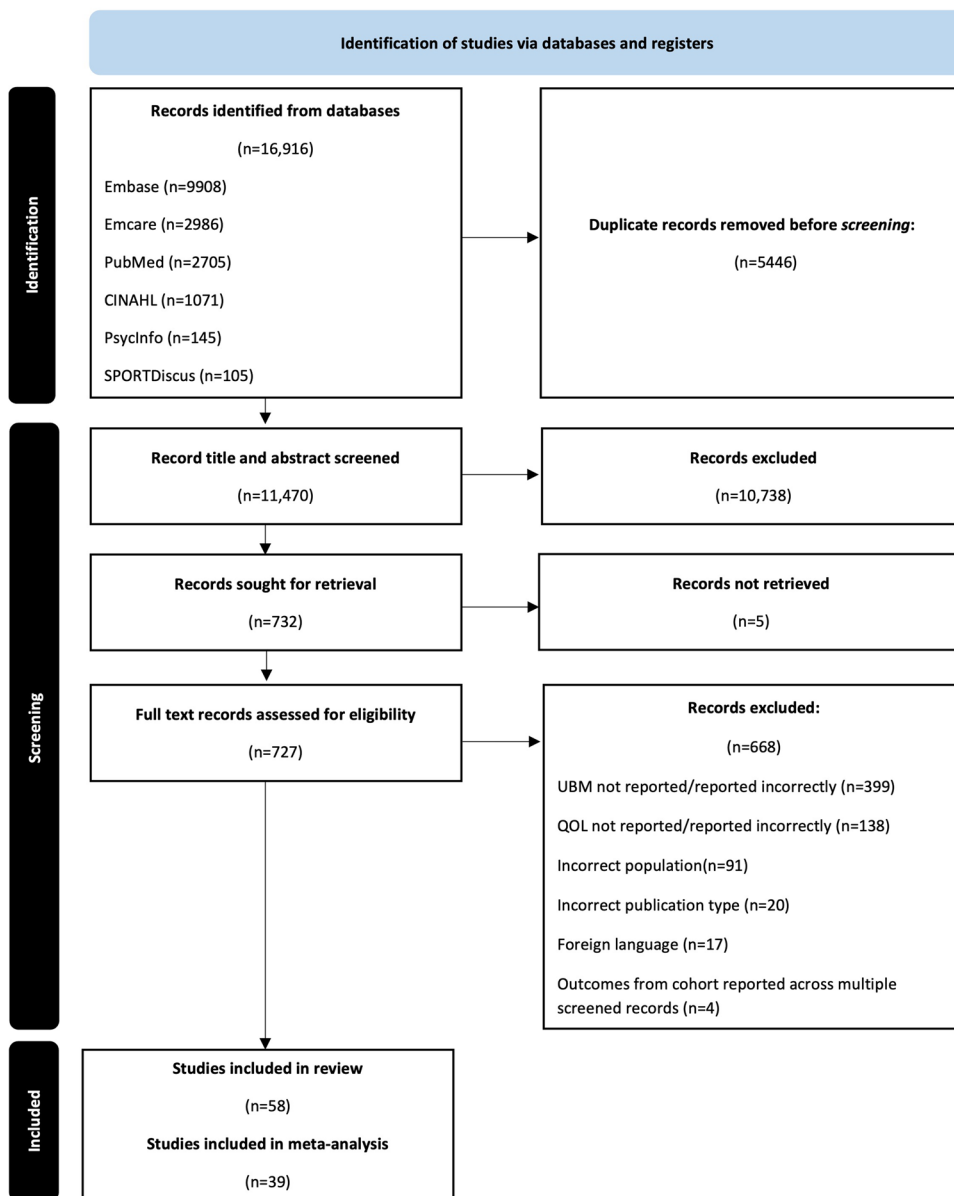 Identification of studies via databases and registers
Identification
Records identified from databases
(n=16,916)
Embase (n=9908)
Emcare (n=2986)
PubMed (n=2705)
CINAHL (n=1071)
PsycInfo (n=145)
SPORTDiscus (n=105)
Duplicate records removed before screening:
(n=5446)
Screening
Record title and abstract screened
(n=11,470)
Records excluded
(n=10,738)
Records sought for retrieval
(n=732)
Records not retrieved
(n=5)
Full text records assessed for eligibility
(n=727)
Records excluded:
(n=668)
UBM not reported/reported incorrectly (n=399)
QOL not reported/reported incorrectly (n=138)
Incorrect population(n=91)
Incorrect publication type (n=20)
Foreign language (n=17)
Outcomes from cohort reported across multiple
screened records (n=4)
Included
Studies included in review
(n=58)
Studies included in meta-analysis
(n=39)